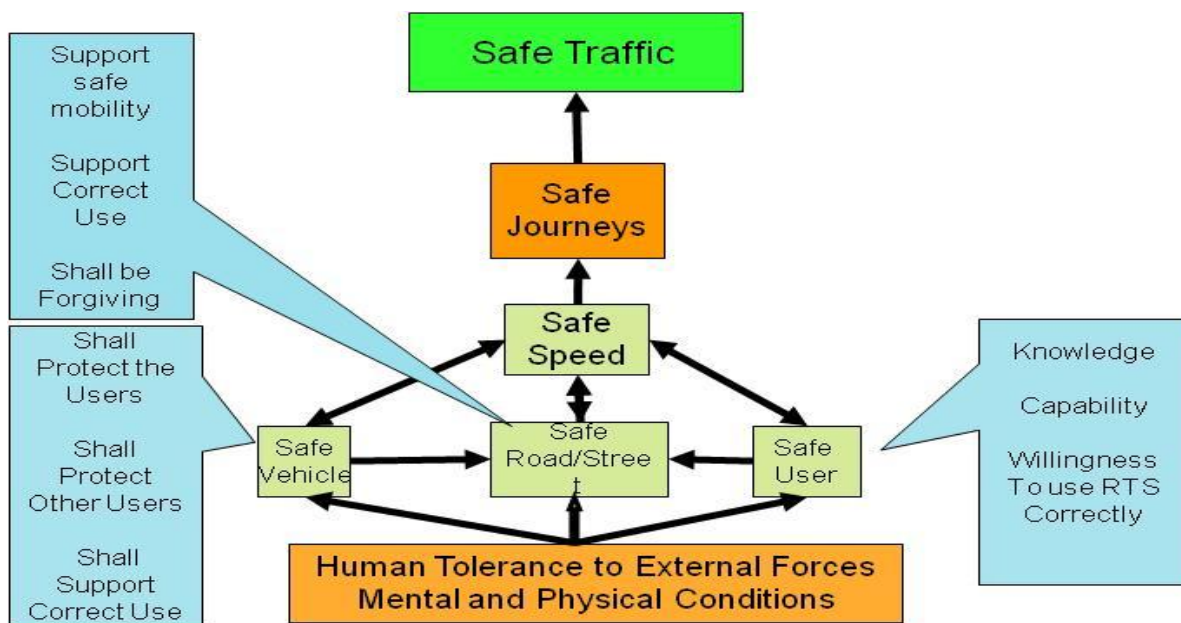 Safe Traffic
Support
safe
mobility
Support
Correct
Use
Shall be
Forgiving
Safe
Journeys
Safe
Speed
Shall
Protect the
Users
Shall
Protect
Other Users
Shall
Support
Correct Use
Safe
Vehicle
Safe
Road/Stree
t
Safe
User
Knowledge
Capability
Willingness
To use RTS
Correctly
Human Tolerance to External Forces
Mental and Physical Conditions